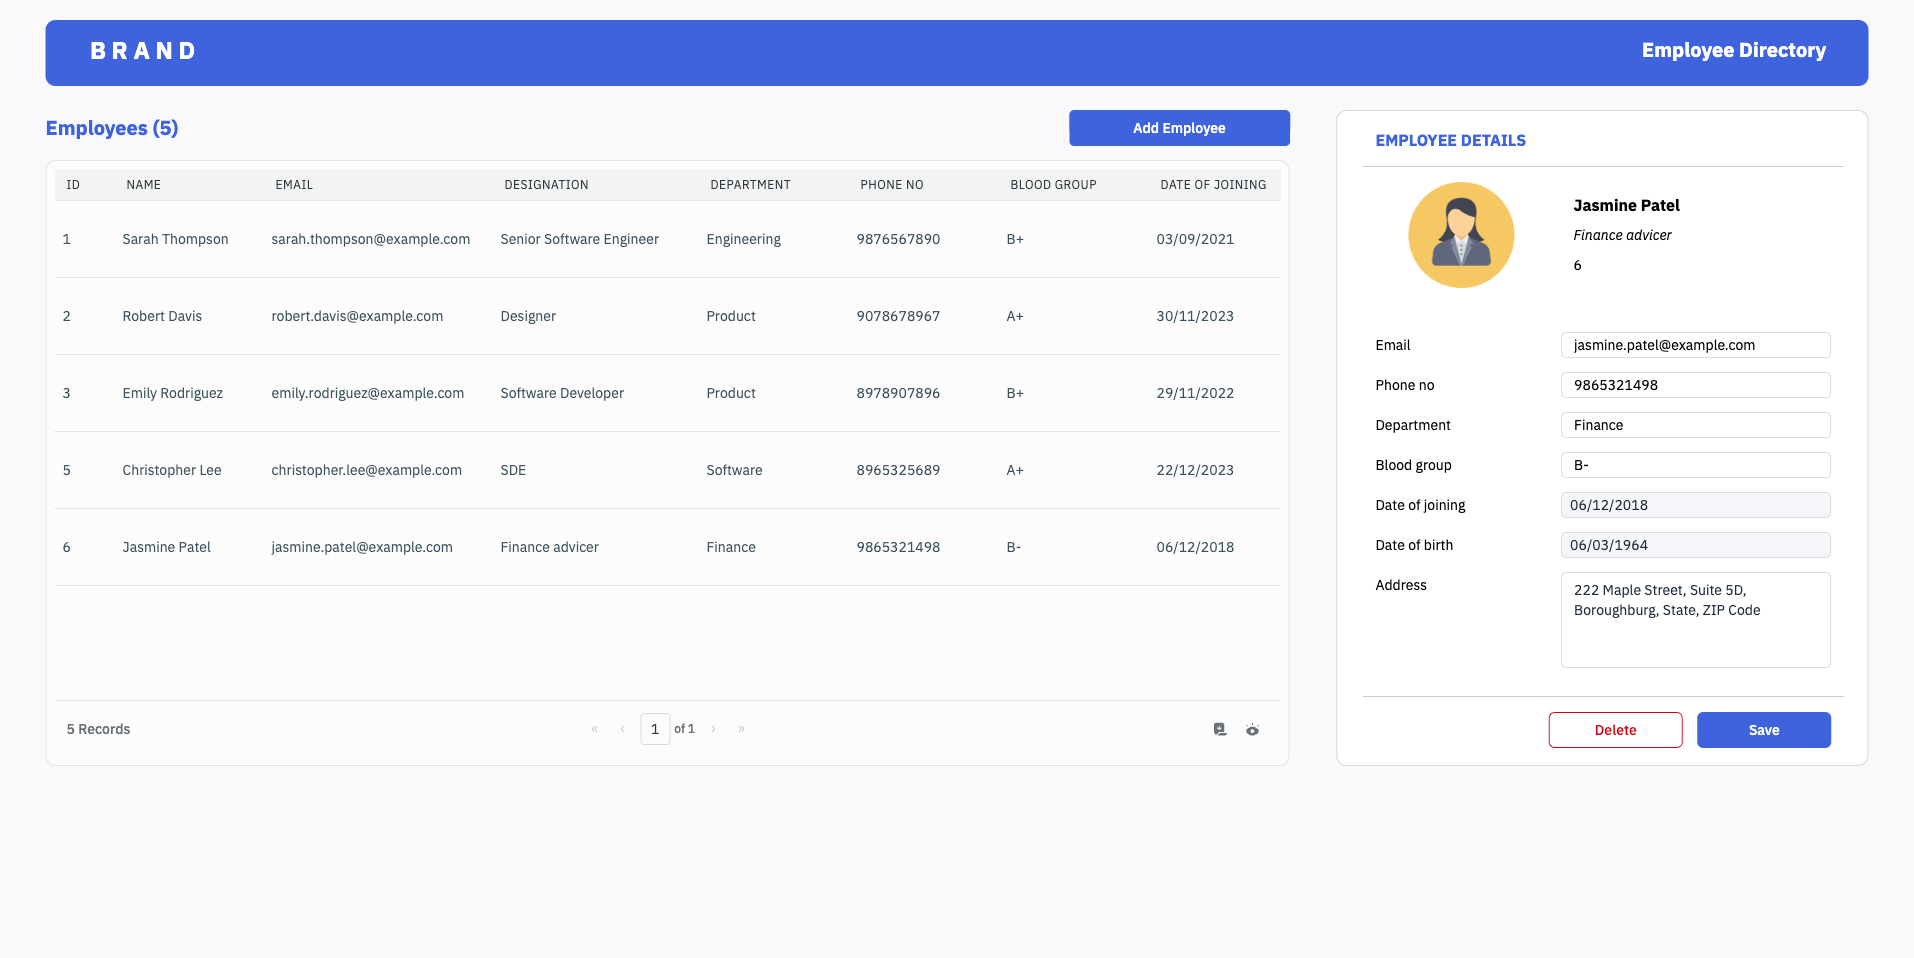 BRAND
Employee Directory
Employees (5)
Add Employee
ID NAME EMAIL DESIGNATION DEPARTMENT PHONE NO BLOOD GROUP DATE OF JOINING
1 Sarah Thompson sarah.thompson@example.com Senior Software Engineer Engineering 9876567890 B+ 03/09/2021
2 Robert Davis robert.davis@example.com Designer Product 9078678967 A+ 30/11/2023
3 Emily Rodriguez emily.rodriguez@example.com Software Developer Product 8978907896 B+ 29/11/2022
5 Christopher Lee christopher.lee@example.com SDE Software 8965325689 A+ 22/12/2023
6 Jasmine Patel jasmine.patel@example.com Finance advicer Finance 9865321498 B- 06/12/2018
5 Records
« ‹ 1 of 1 › »
EMPLOYEE DETAILS
Jasmine Patel
Finance advicer
6
Email jasmine.patel@example.com
Phone no 9865321498
Department Finance
Blood group B-
Date of joining 06/12/2018
Date of birth 06/03/1964
Address 222 Maple Street, Suite 5D,
Boroughburg, State, ZIP Code
Delete Save